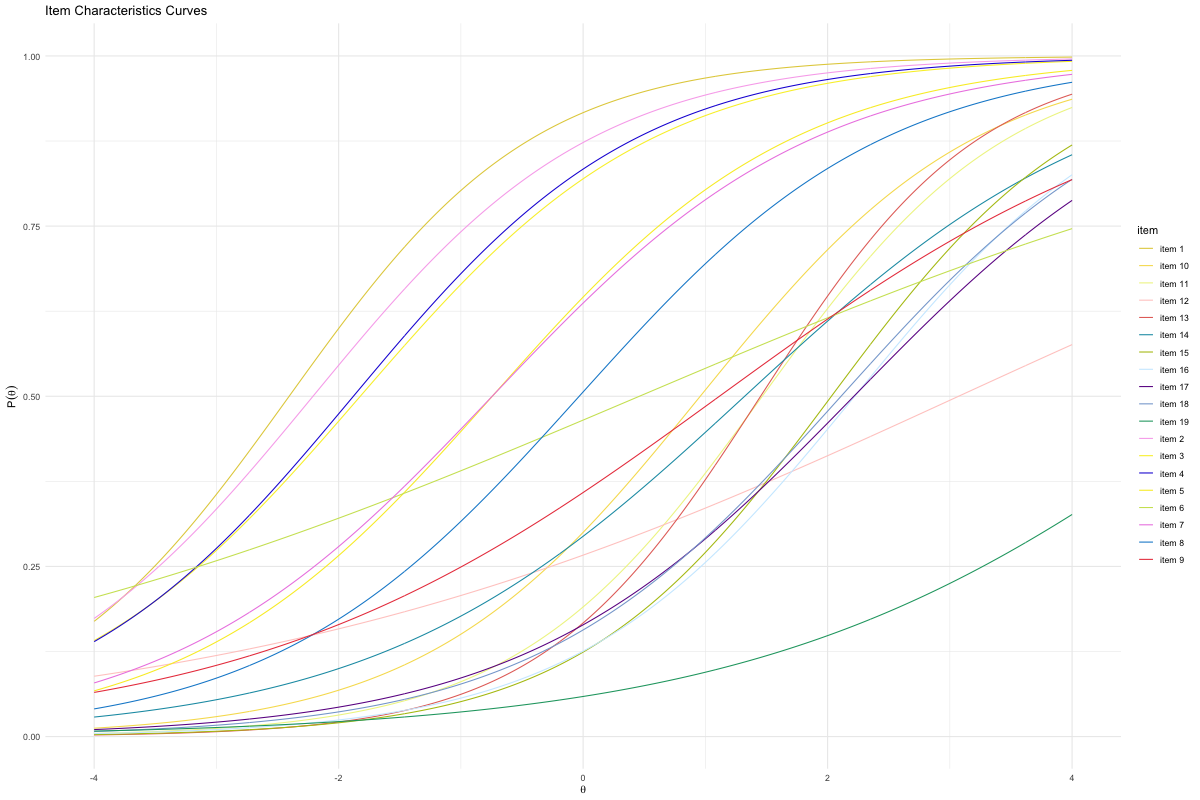 Item Characteristics Curves
1.00
0.75
0.50
0.25
0.00
P(θ)
-4
-2
0
2
4
θ
item
item 1
item 10
item 11
item 12
item 13
item 14
item 15
item 16
item 17
item 18
item 19
item 2
item 3
item 4
item 5
item 6
item 7
item 8
item 9